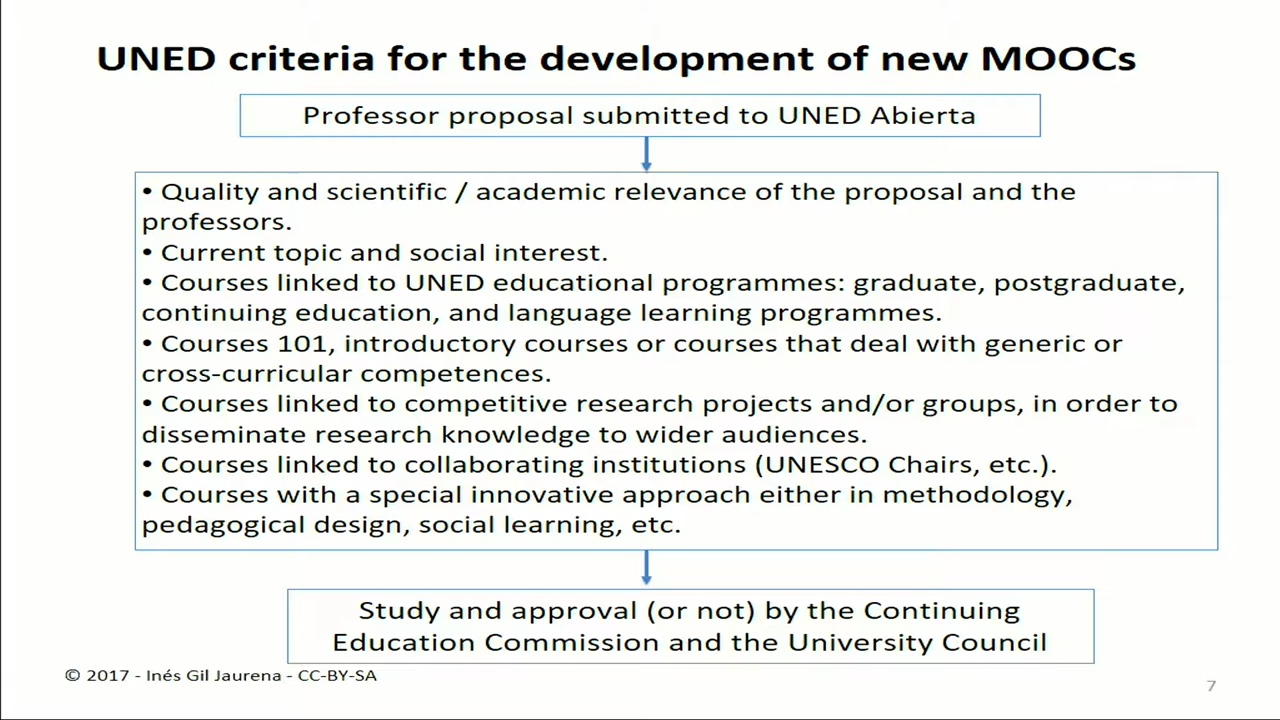 UNED criteria for the development of new MOOCs
Professor proposal submitted to UNED Abierta
• Quality and scientific / academic relevance of the proposal and the
professors.
• Current topic and social interest.
• Courses linked to UNED educational programmes: graduate, postgraduate,
continuing education, and language learning programmes.
• Courses 101, introductory courses or courses that deal with generic or
cross-curricular competences.
• Courses linked to competitive research projects and/or groups, in order to
disseminate research knowledge to wider audiences.
• Courses linked to collaborating institutions (UNESCO Chairs, etc.).
• Courses with a special innovative approach either in methodology,
pedagogical design, social learning, etc.
Study and approval (or not) by the Continuing
Education Commission and the University Council
© 2017 - Inés Gil Jaurena - CC-BY-SA
7